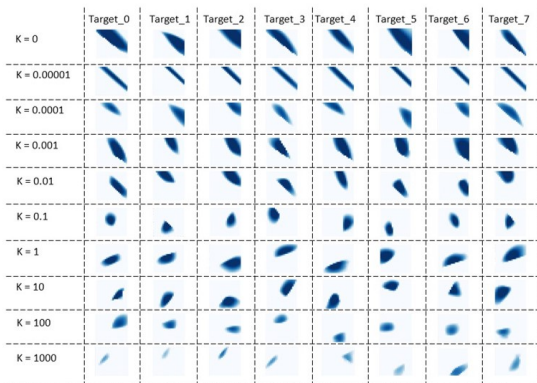 Target_0 Target_1 Target_2 Target_3 Target_4 Target_5 Target_6 Target_7
K = 0
K = 0.00001
K = 0.0001
K = 0.001
K = 0.01
K = 0.1
K = 1
K = 10
K = 100
K = 1000